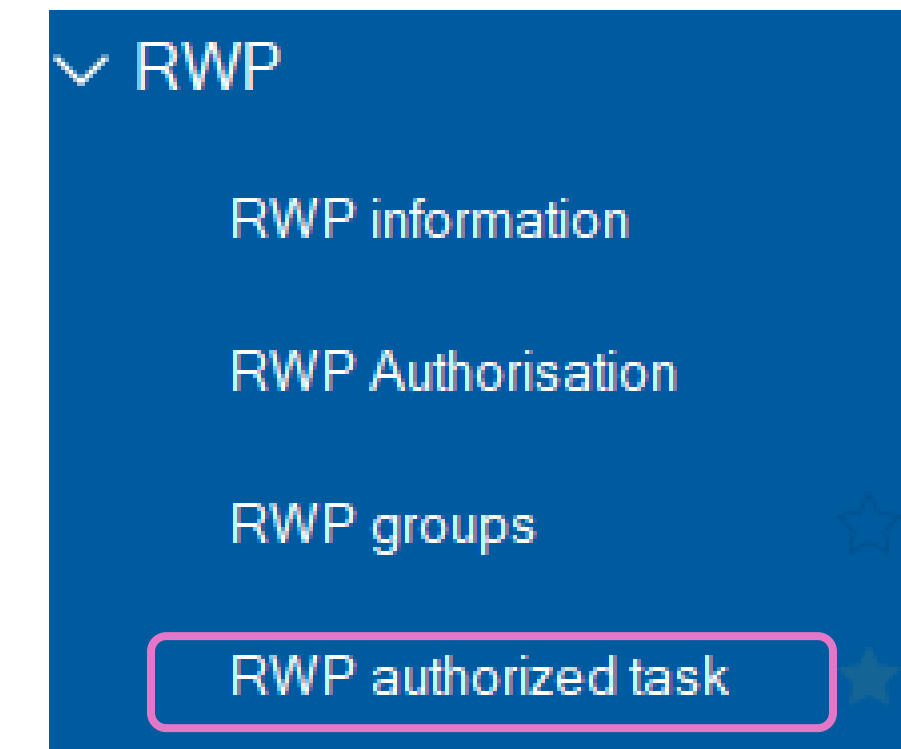 RWP
RWP information
RWP Authorisation
RWP groups
RWP authorized task